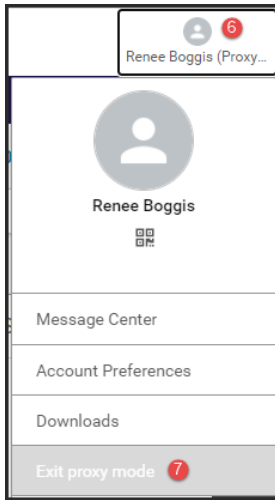 6
Renee Boggis (Proxy...
Renee Boggis
Message Center
Account Preferences
Downloads
Exit proxy mode 7